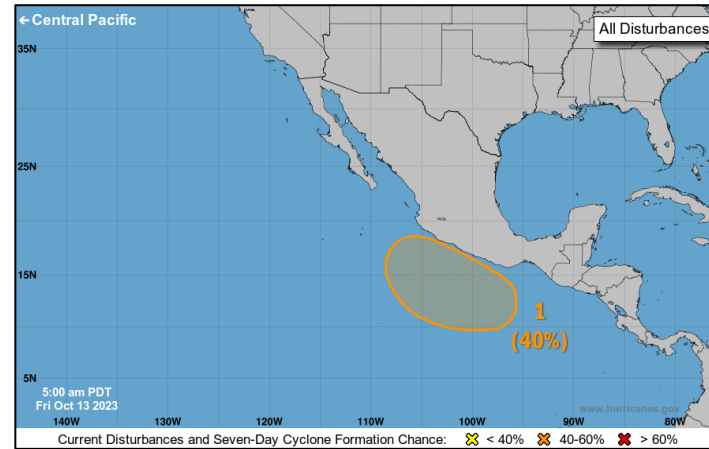 ← Central Pacific
All Disturbances
35N
25N
15N
1
(40%)
5N
5:00 am PDT
Fri Oct 13 2023
www.hurricanes.gov
140W 130W 120W 110W 100W 90W 80W
Current Disturbances and Seven-Day Cyclone Formation Chance: < 40% 40-60% > 60%